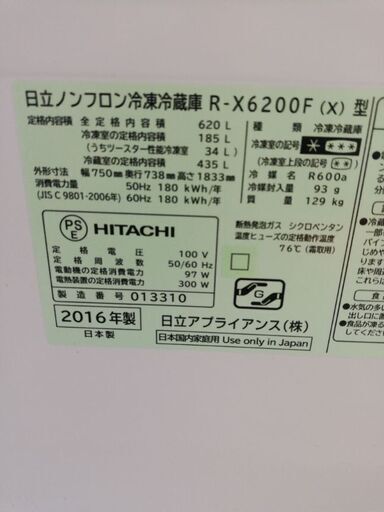 日立ノンフロン冷凍冷蔵庫 R-X6200F (X) 型
定格内容積 全定格内容積 620 L
冷凍室の定格内容積 185 L
(うちツースター性能冷凍室 34 L)
冷蔵室の定格内容積 435 L
外形寸法 幅750mm 奥行738mm 高さ1833mm
消費電力量 50Hz 180 kWh/年
(JIS C 9801-2006年) 60Hz 180 kWh/年
種類 冷凍冷蔵庫
冷凍室の記号
(冷凍室上段の記号 )
冷媒 R600a
冷媒封入量 93 g
質量 129 kg
PS
E
HITACHI
定格電圧 100 V
定格周波数 50/60 Hz
電動機の定格消費電力 97 W
電熱装置の定格消費電力 300 W
製造番号 013310
断熱発泡ガス シクロペンタン
温度ヒューズの定格動作温度
76℃ (霜取用)
G
2016年製
日本製
日立アプライアンス(株)
日本国内家庭用 Use only in Japan